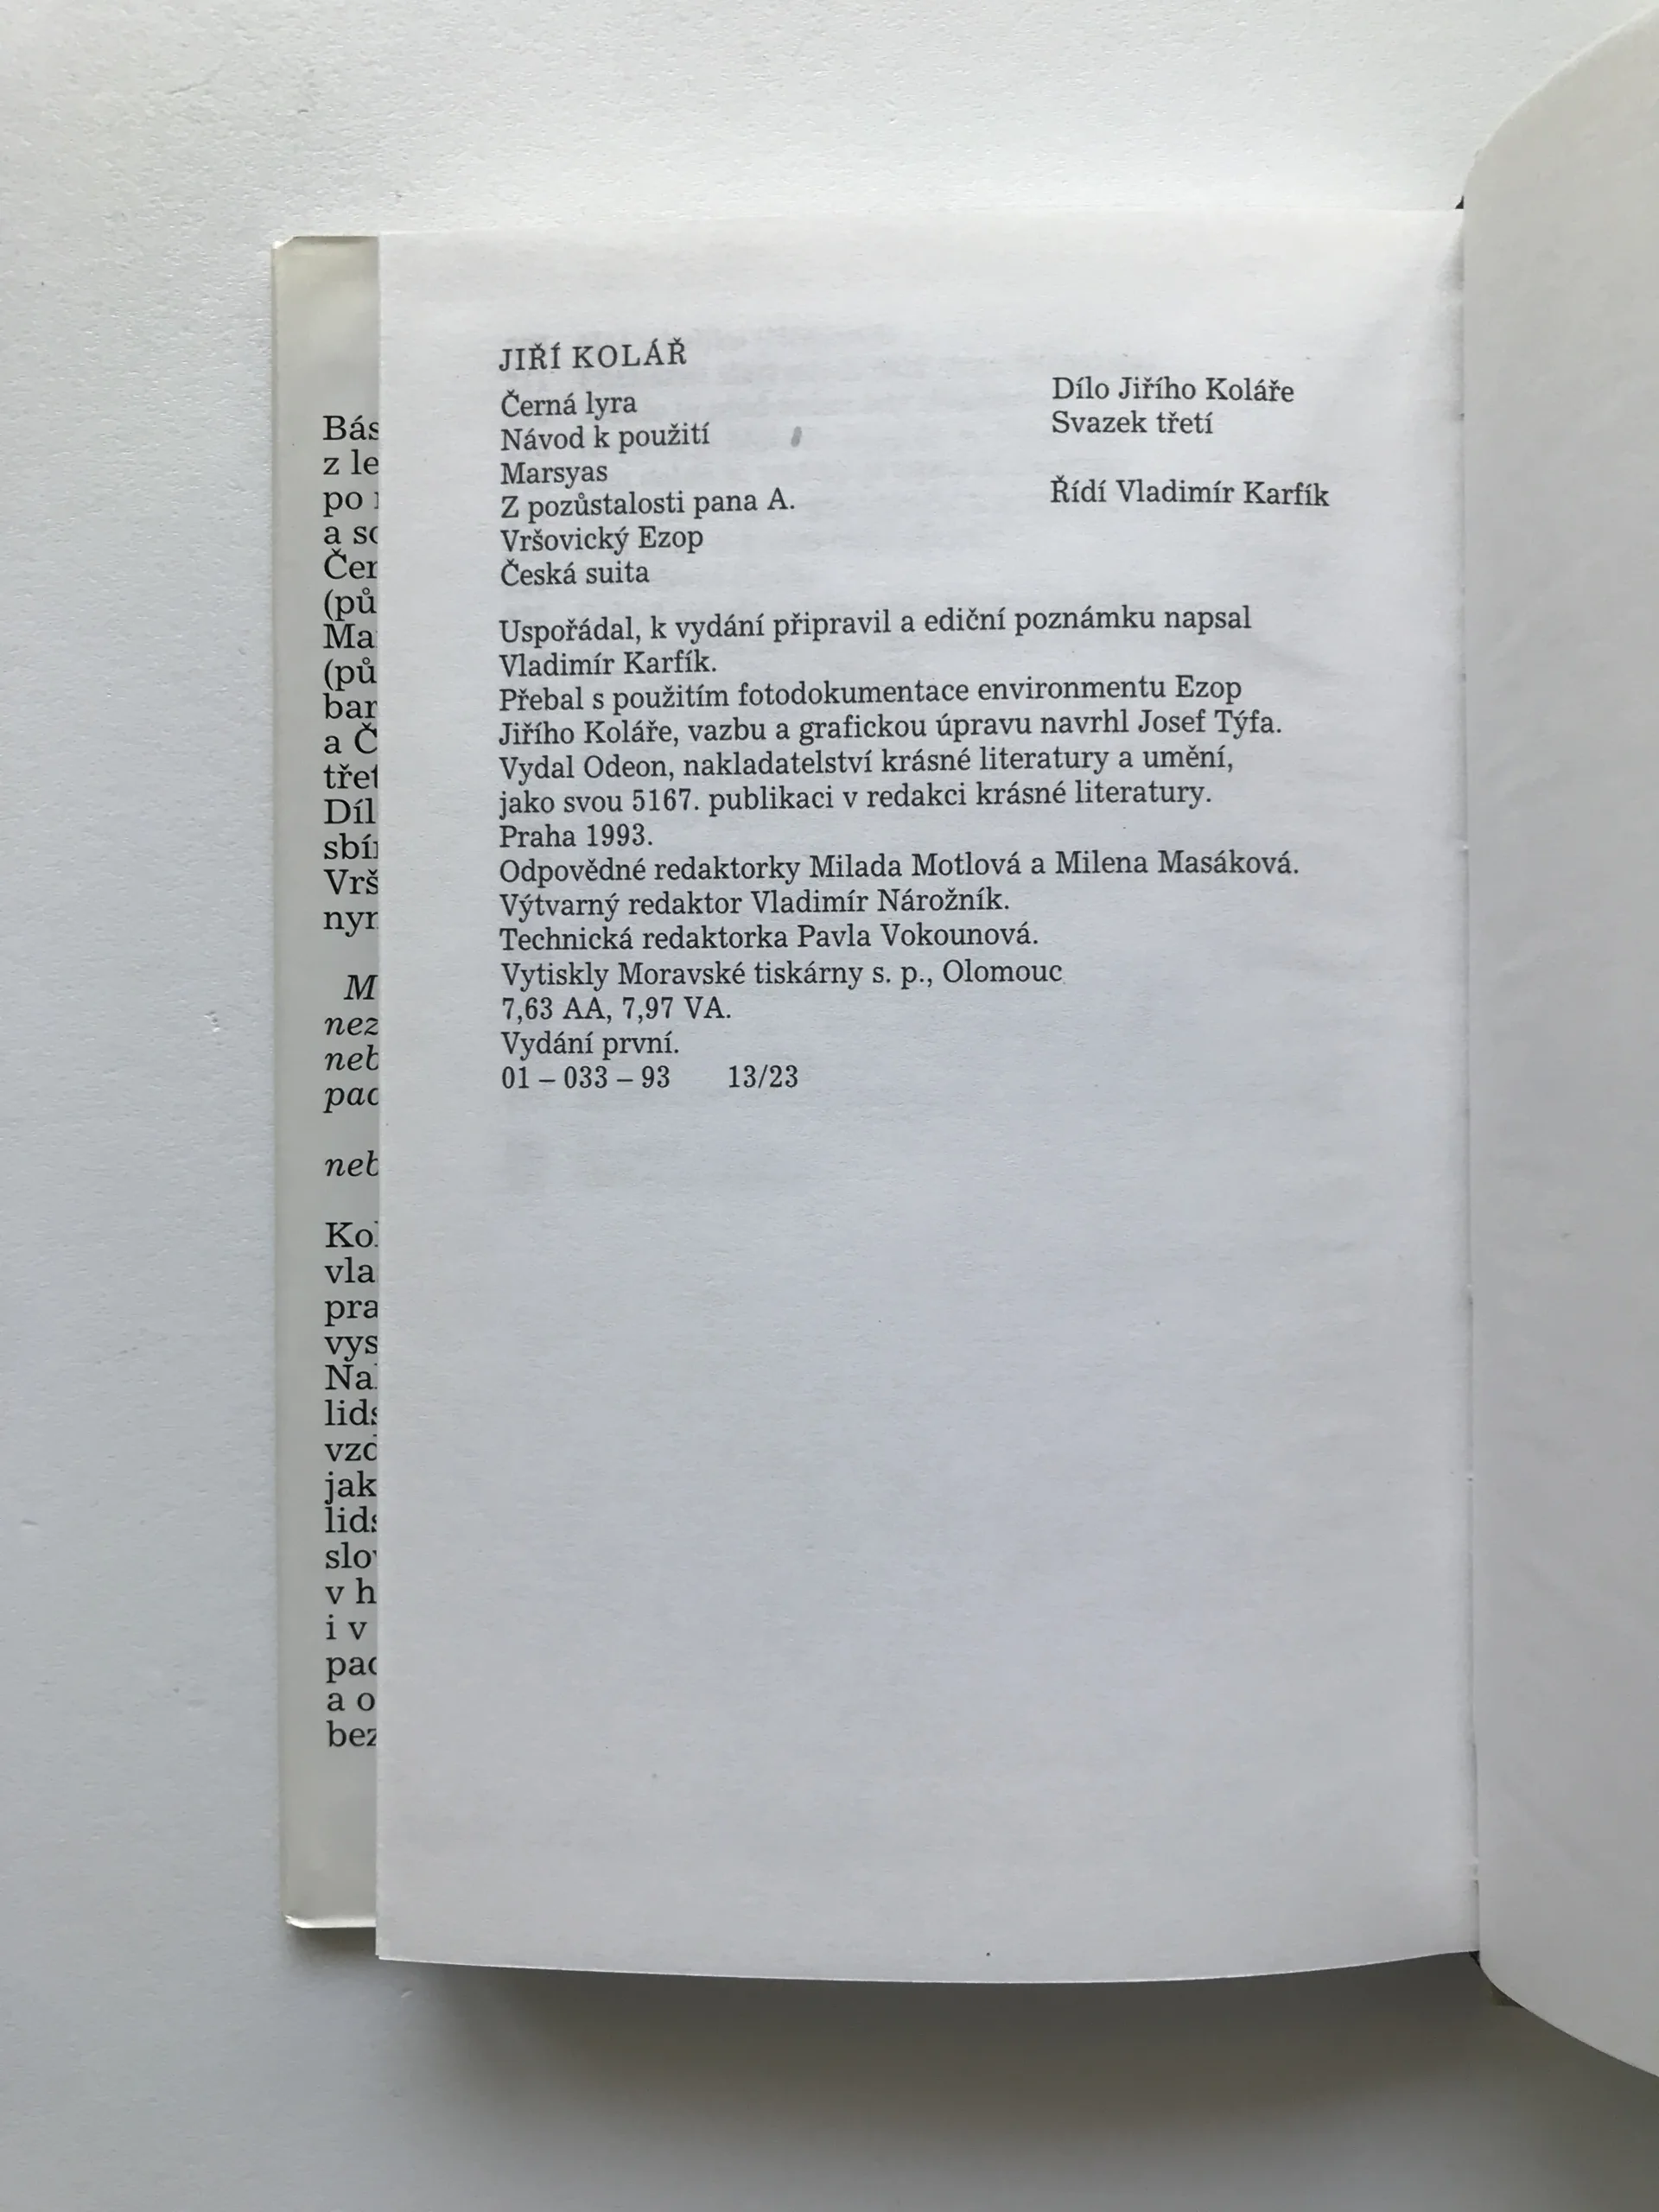 JIŘÍ KOLÁŘ
Černá lyra
Návod k použití
Marsyas
Z pozůstalosti pana A.
Vršovický Ezop
Česká suita
Dílo Jiřího Koláře
Svazek třetí
Řídí Vladimír Karfík
Uspořádal, k vydání připravil a ediční poznámku napsal
Vladimír Karfík.
Přebal s použitím fotodokumentace environmentu Ezop
Jiřího Koláře, vazbu a grafickou úpravu navrhl Josef Týfa.
Vydal Odeon, nakladatelství krásné literatury a umění,
jako svou 5167. publikaci v redakci krásné literatury.
Praha 1993.
Odpovědné redaktorky Milada Motlová a Milena Masáková.
Výtvarný redaktor Vladimír Nárožník.
Technická redaktorka Pavla Vokounová.
Vytiskly Moravské tiskárny s. p., Olomouc
7,63 AA, 7,97 VA.
Vydání první.
01 – 033 – 93 13/23